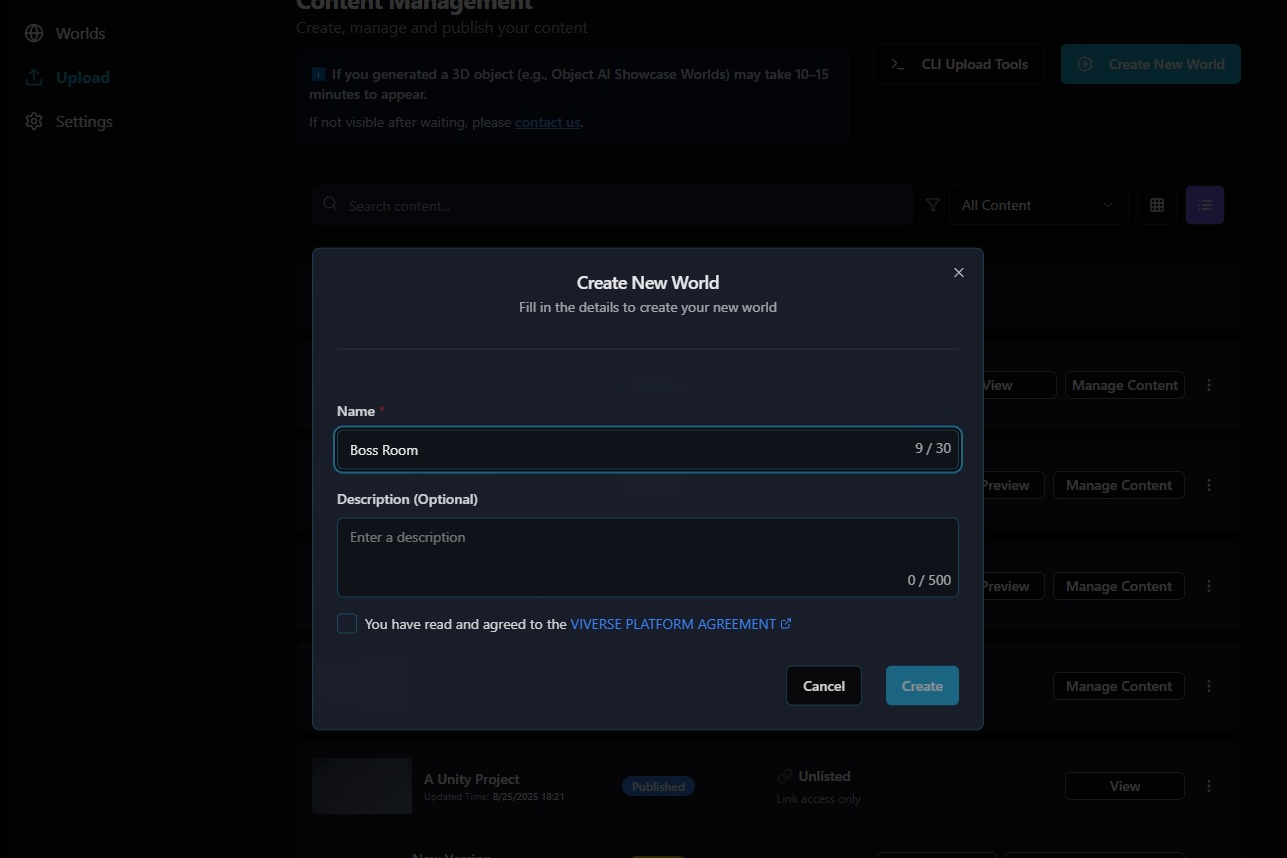 Content Management
Create, manage and publish your content
Worlds
Upload
Settings
i If you generated a 3D object (e.g., Object AI Showcase Worlds) may take 10–15
minutes to appear.
If not visible after waiting, please contact us.
CLI Upload Tools
Create New World
Search content...
All Content
Create New World
Fill in the details to create your new world
Name *
Boss Room 9 / 30
Description (Optional)
Enter a description
0 / 500
You have read and agreed to the VIVERSE PLATFORM AGREEMENT
Cancel Create
View Manage Content
Preview Manage Content
Preview Manage Content
Manage Content
A Unity Project
Updated Time: 8/25/2025 18:21
Published
Unlisted
Link access only
View
New Version